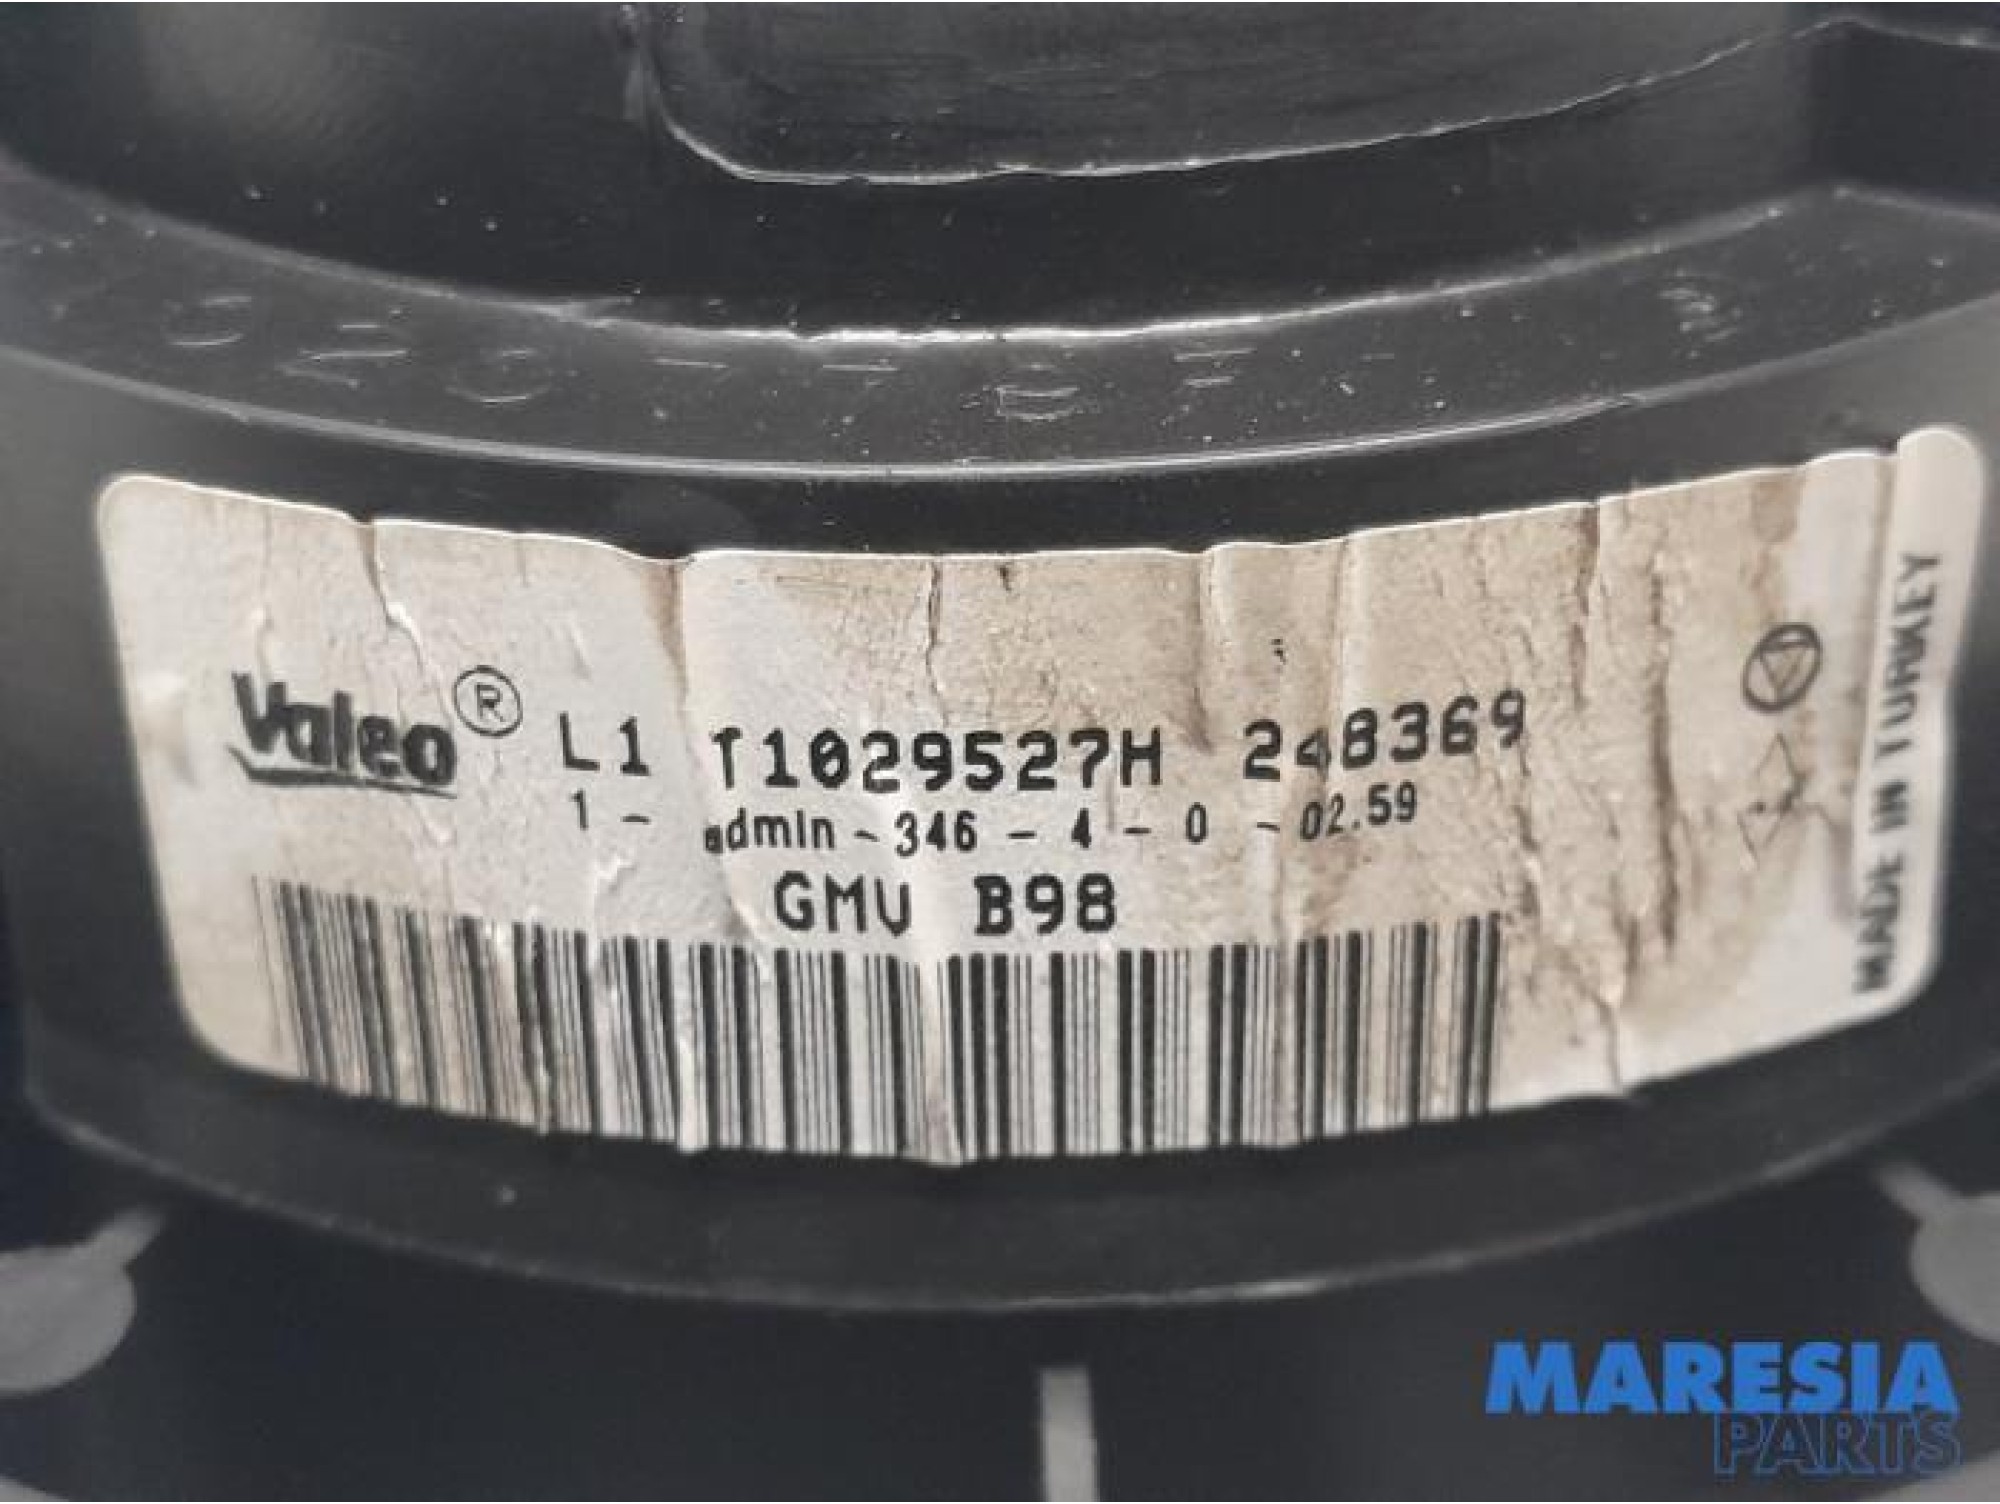 Valeo® L1 T1029527H 248369
1 - admin - 346 - 4 - 0 - 02.59
GMV B98
MADE IN TURKEY
MARESIA
PARTS